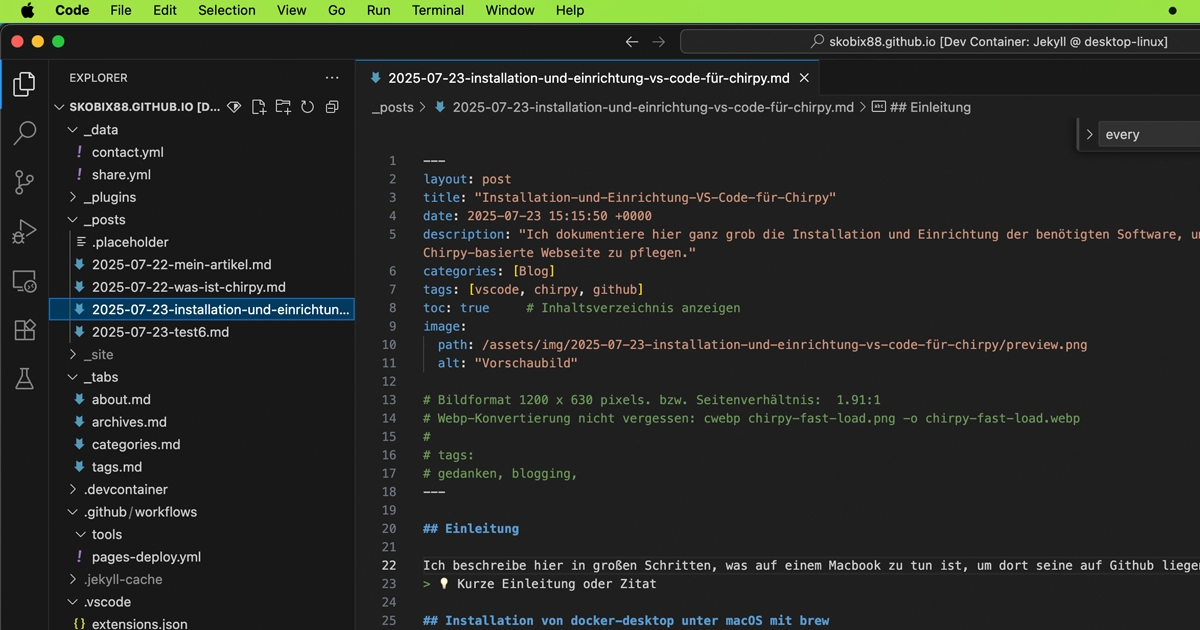 Code File Edit Selection View Go Run Terminal Window Help
skobix88.github.io [Dev Container: Jekyll @ desktop-linux]
EXPLORER
SKOBIX88.GITHUB.IO [D...
_data
contact.yml
share.yml
_plugins
_posts
.placeholder
2025-07-22-mein-artikel.md
2025-07-22-was-ist-chirpy.md
2025-07-23-installation-und-einrichtun...
2025-07-23-test6.md
_site
_tabs
about.md
archives.md
categories.md
tags.md
.devcontainer
.github/workflows
tools
pages-deploy.yml
.jekyll-cache
.vscode
{} extensions.json
2025-07-23-installation-und-einrichtung-vs-code-für-chirpy.md
_posts > 2025-07-23-installation-und-einrichtung-vs-code-für-chirpy.md > ## Einleitung
every
1 ---
2 layout: post
3 title: "Installation-und-Einrichtung-VS-Code-für-Chirpy"
4 date: 2025-07-23 15:15:50 +0000
5 description: "Ich dokumentiere hier ganz grob die Installation und Einrichtung der benötigten Software,
Chirpy-basierte Webseite zu pflegen."
6 categories: [Blog]
7 tags: [vscode, chirpy, github]
8 toc: true # Inhaltsverzeichnis anzeigen
9 image:
10 path: /assets/img/2025-07-23-installation-und-einrichtung-vs-code-für-chirpy/preview.png
11 alt: "Vorschaubild"
12
13 # Bildformat 1200 x 630 pixels. bzw. Seitenverhältnis: 1.91:1
14 # Webp-Konvertierung nicht vergessen: cwebp chirpy-fast-load.png -o chirpy-fast-load.webp
15 #
16 # tags:
17 # gedanken, blogging,
18 ---
19
20 ## Einleitung
21
22 Ich beschreibe hier in großen Schritten, was auf einem Macbook zu tun ist, um dort seine auf Github liege
23 > 💡 Kurze Einleitung oder Zitat
24
25 ## Installation von docker-desktop unter macOS mit brew